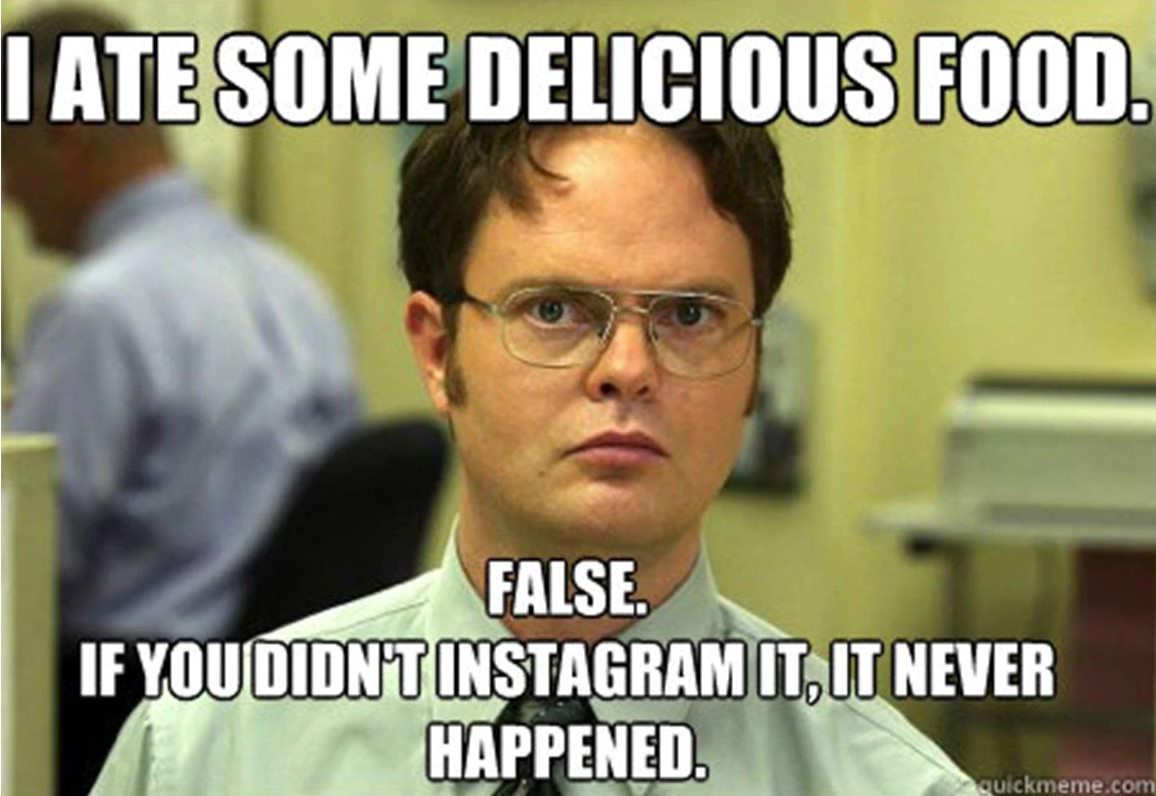 I ATE SOME DELICIOUS FOOD.
FALSE.
IF YOU DIDN'T INSTAGRAM IT, IT NEVER
HAPPENED.
quickmeme.com